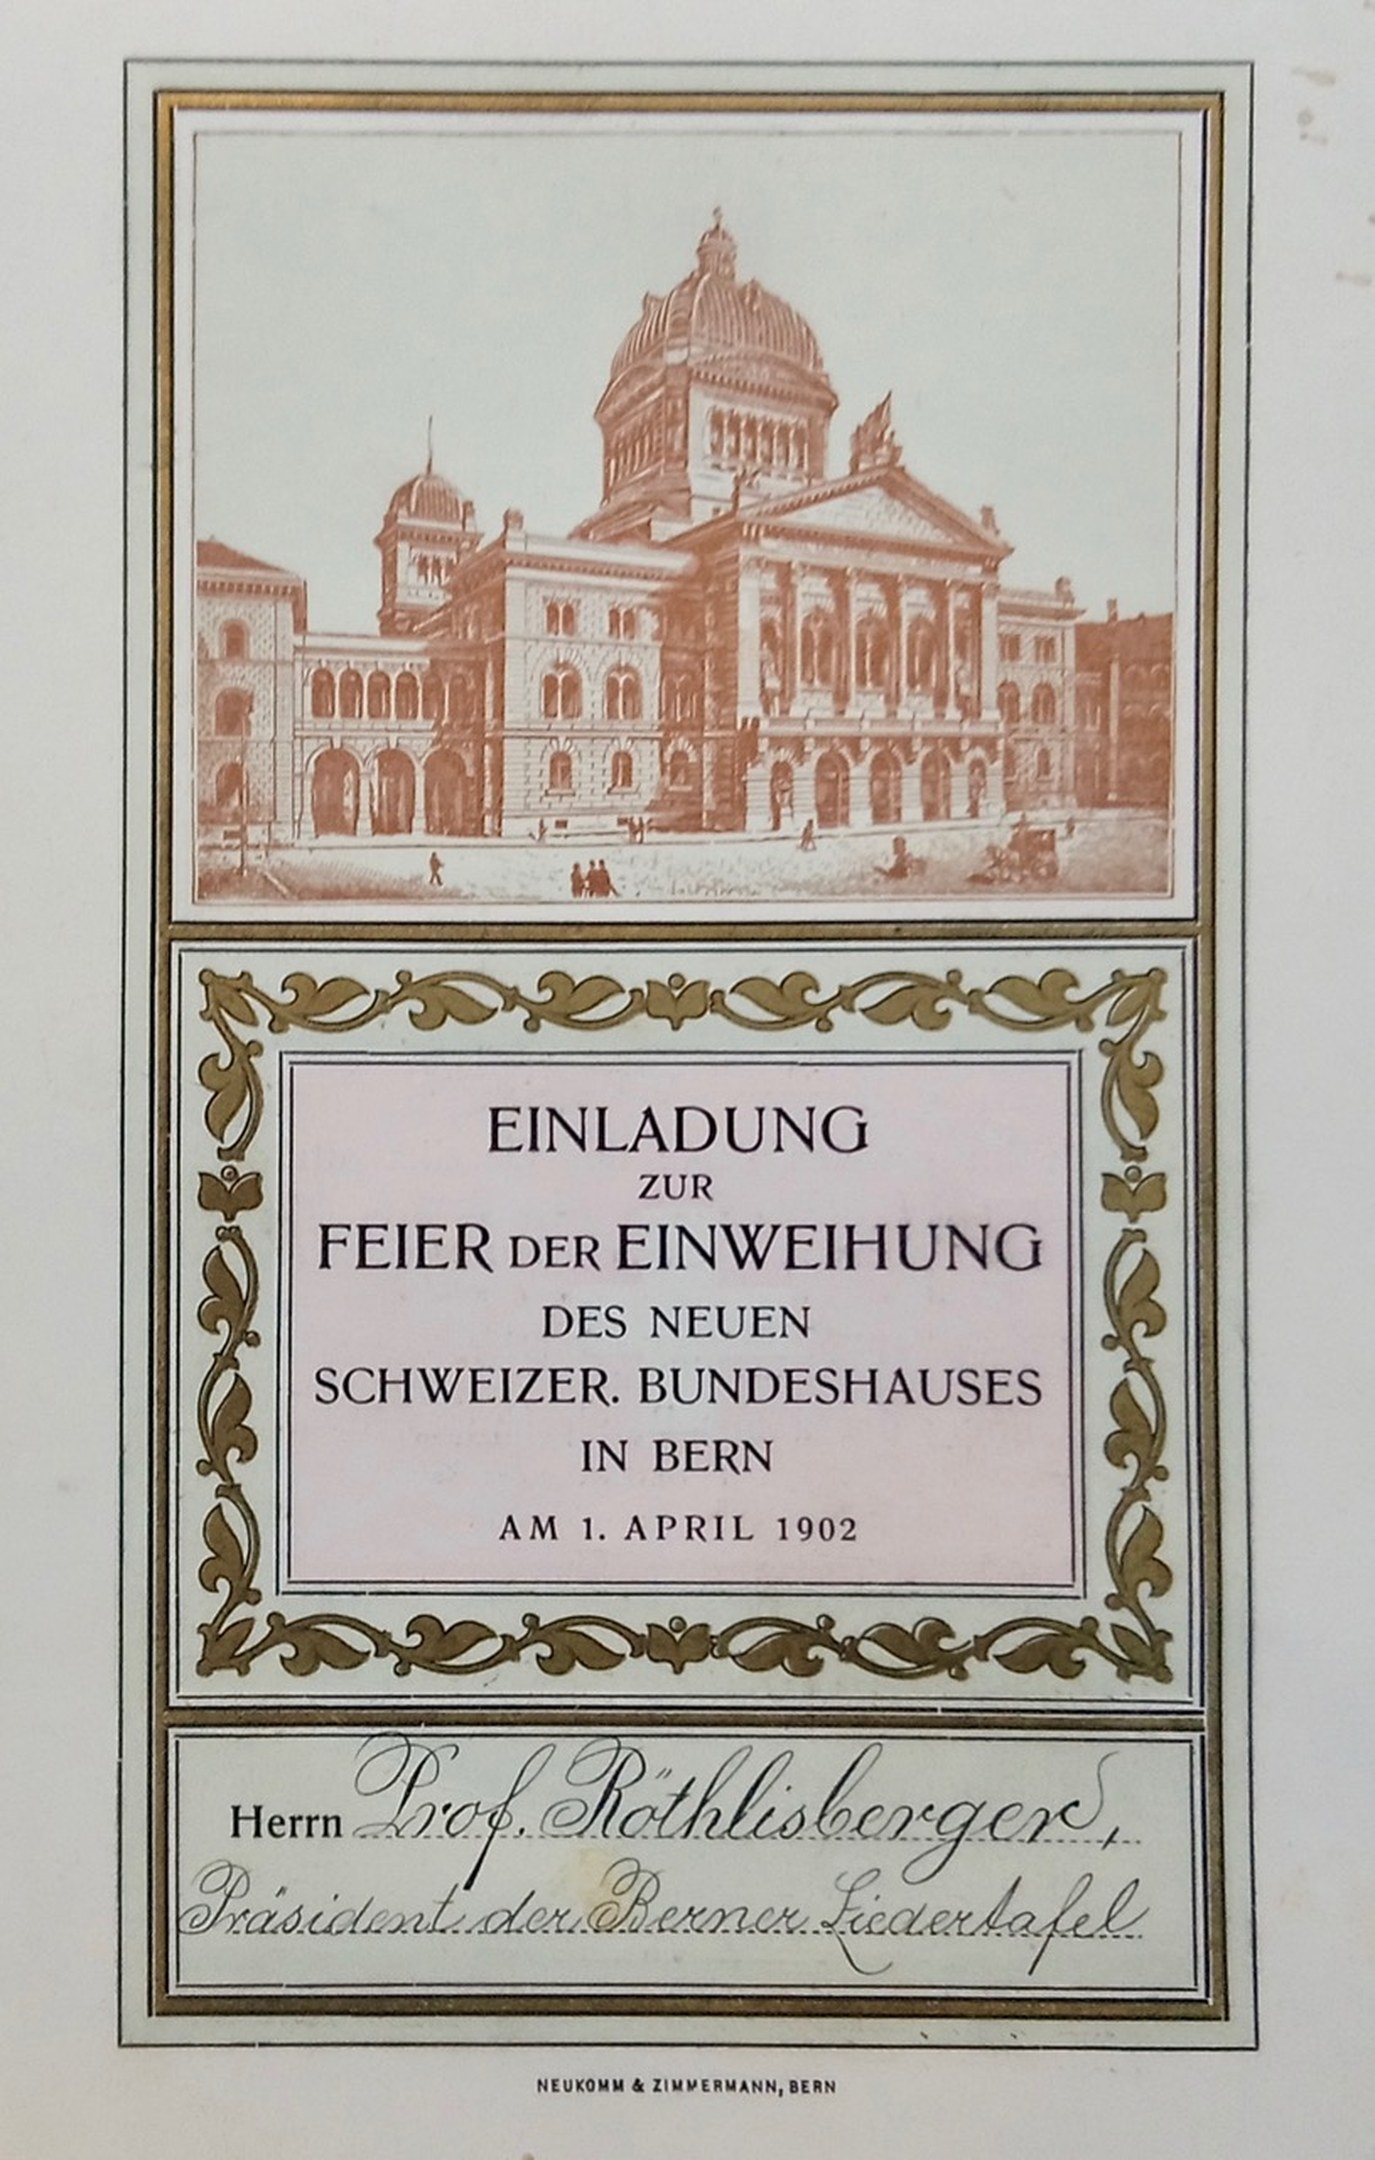 EINLADUNG
ZUR
FEIER DER EINWEIHUNG
DES NEUEN
SCHWEIZER. BUNDESHAUSES
IN BERN
AM 1. APRIL 1902
Herrn Prof. Röthlisberger,
Präsident der Berner Liedertafel
NEUKOMM & ZIMMERMANN, BERN